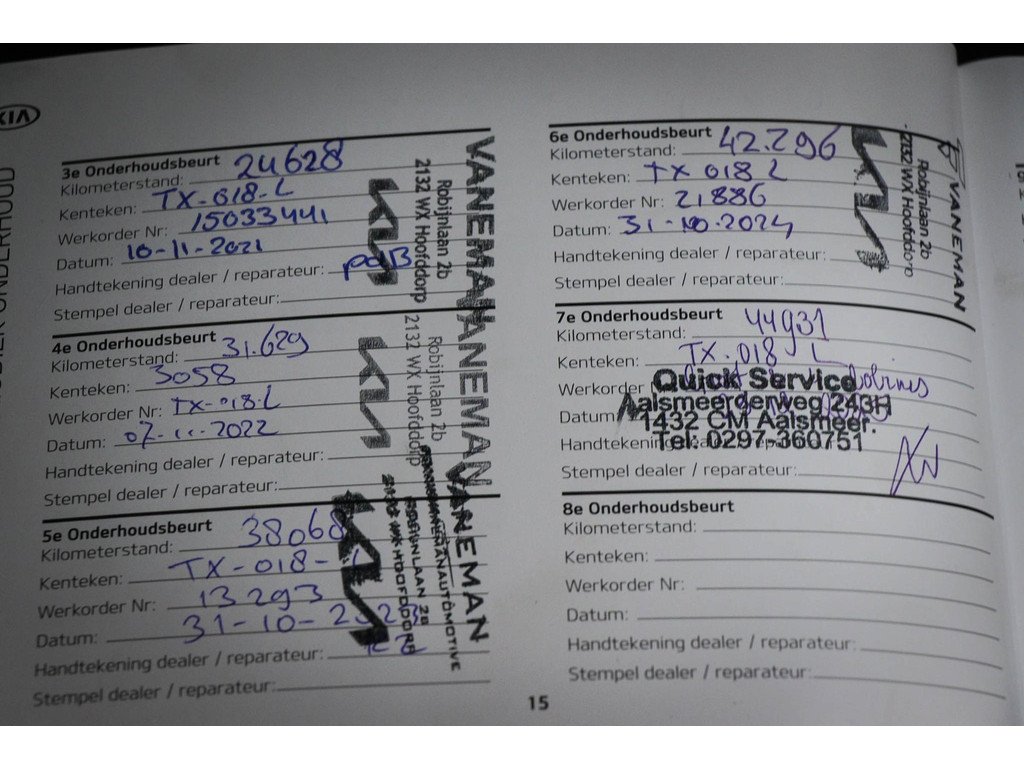 KIA
3e Onderhoudsbeurt
Kilometerstand: 24628
Kenteken: TX-018-L
Werkorder Nr: 15033441
Datum: 10-11-2021
Handtekening dealer / reparateur:
Stempel dealer / reparateur:
VANEMAN
Robijnlaan 2b
2132 WX Hoofddorp
4e Onderhoudsbeurt
Kilometerstand: 31.629
Kenteken: 3058
Werkorder Nr: TX-018-L
Datum: 07-11-2022
Handtekening dealer / reparateur:
Stempel dealer / reparateur:
VANEMAN
Robijnlaan 2b
2132 WX Hoofddorp
5e Onderhoudsbeurt
Kilometerstand: 38068
Kenteken: TX-018-L
Werkorder Nr: 13293
Datum: 31-10-2023
Handtekening dealer / reparateur:
Stempel dealer / reparateur:
VANEMAN
ROBIJNLAAN 2B
2132 WX HOOFDDORP
6e Onderhoudsbeurt
Kilometerstand: 42.296
Kenteken: TX 018 L
Werkorder Nr: 21886
Datum: 31-10-2024
Handtekening dealer / reparateur:
Stempel dealer / reparateur:
VANEMAN
Robijnlaan 2b
2132 WX Hoofddorp
7e Onderhoudsbeurt
Kilometerstand: 44931
Kenteken: TX-018-L
Werkorder
Datum
Handtekening
Stempel dealer / reparateur:
Quick Service
Aalsmeerderweg 243H
1432 CM Aalsmeer.
Tel: 0297-360751
8e Onderhoudsbeurt
Kilometerstand:
Kenteken:
Werkorder Nr:
Datum:
Handtekening dealer / reparateur:
Stempel dealer / reparateur:
15